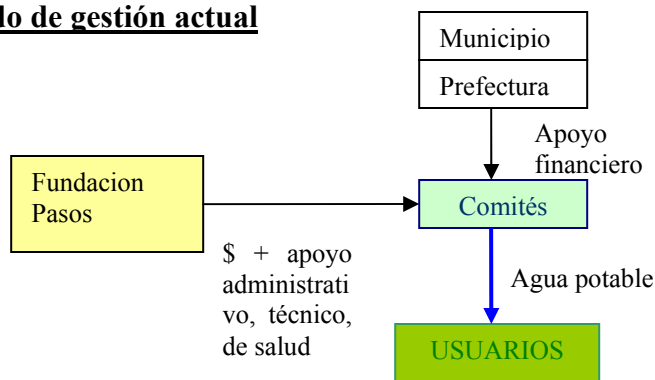 lo de gestión actual
Municipio
Prefectura
Apoyo
financiero
Fundacion
Pasos
Comités
$ + apoyo
administrati
vo, técnico,
de salud
Agua potable
USUARIOS